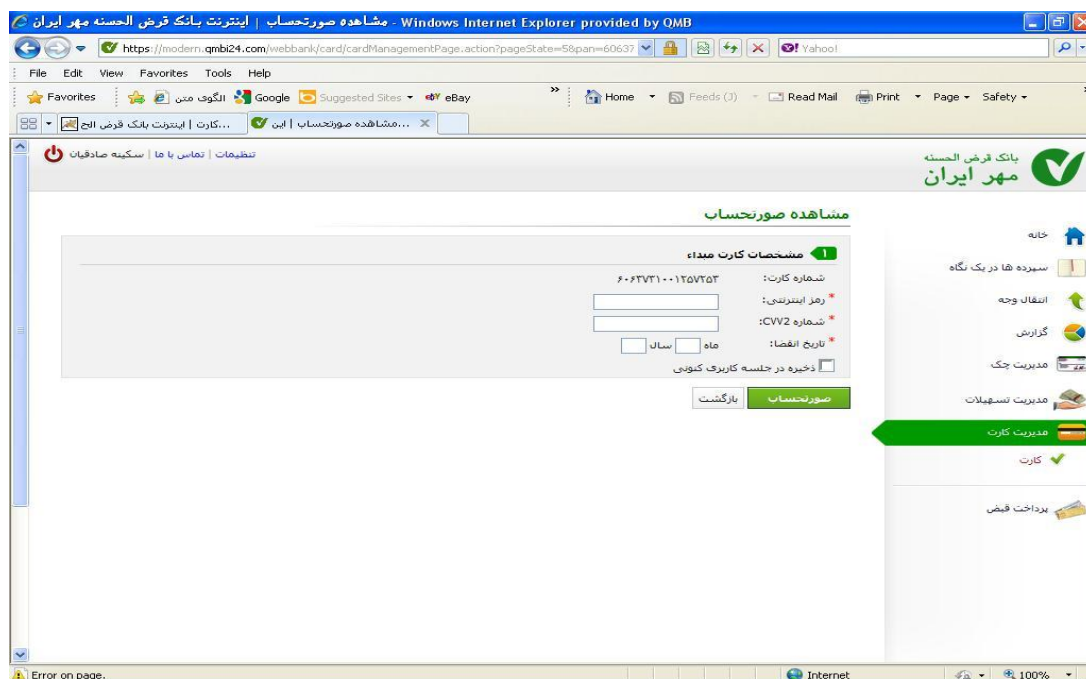 مشاهده صورتحساب | اینترنت بانک قرض الحسنه مهر ایران - Windows Internet Explorer provided by QMB
https://modern.qmbi24.com/webbank/card/cardManagementPage.action?pageState=5&pan=60637
Yahoo!
File Edit View Favorites Tools Help
Favorites الگوی متن Google Suggested Sites eBay » Home Feeds (J) Read Mail Print Page Safety
کارت | اینترنت بانک قرض الح...
مشاهده صورتحساب | این... X
تنظیمات | تماس با ما | سکینه صادقیان
بانک قرض الحسنه
مهر ایران
خانه
سپرده ها در یک نگاه
انتقال وجه
گزارش
مدیریت چک
مدیریت تسهیلات
مدیریت کارت
کارت
پرداخت قبض
مشاهده صورتحساب
1 مشخصات کارت مبداء
شماره کارت: ۶۰۶۳۷۳۱۰۰۱۲۵۷۲۵۳
* رمز اینترنتی:
* شماره CVV2:
* تاریخ انقضا: ماه سال
ذخیره در جلسه کاربری کنونی
صورتحساب بازگشت
Error on page. Internet 100%